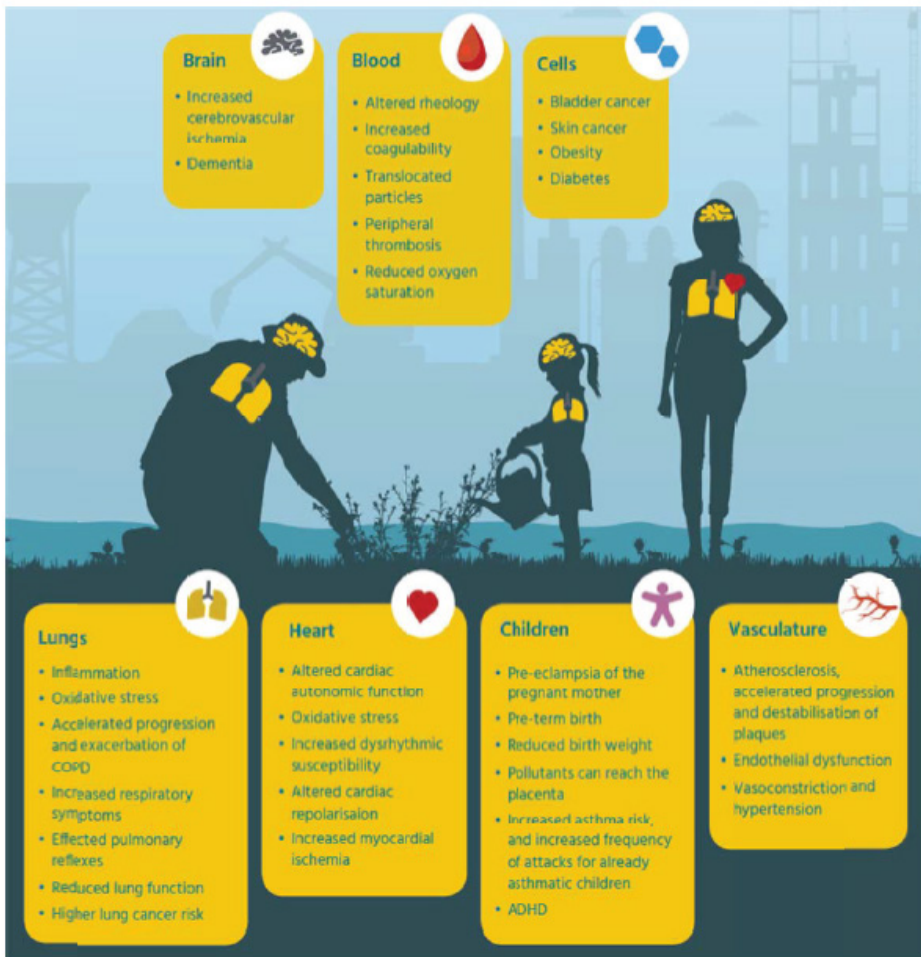 Brain
• Increased
cerebrovascular
ischemia
• Dementia
Blood
• Altered rheology
• Increased
coagulability
• Translocated
particles
• Peripheral
thrombosis
• Reduced oxygen
saturation
Cells
• Bladder cancer
• Skin cancer
• Obesity
• Diabetes
Lungs
• Inflammation
• Oxidative stress
• Accelerated progression
and exacerbation of
COPD
• Increased respiratory
symptoms
• Effected pulmonary
reflexes
• Reduced lung function
• Higher lung cancer risk
Heart
• Altered cardiac
autonomic function
• Oxidative stress
• Increased dysrhythmic
susceptibility
• Altered cardiac
repolarisaion
• Increased myocardial
ischemia
Children
• Pre-eclampsia of the
pregnant mother
• Pre-term birth
• Reduced birth weight
• Pollutants can reach the
placenta
• Increased asthma risk,
and increased frequency
of attacks for already
asthmatic children
• ADHD
Vasculature
• Atherosclerosis,
accelerated progression
and destabilisation of
plaques
• Endothelial dysfunction
• Vasoconstriction and
hypertension